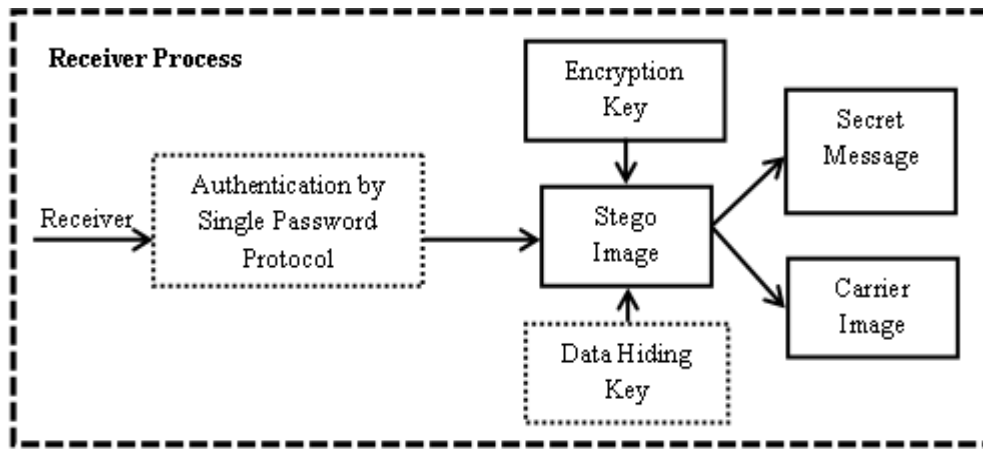 Receiver Process
Encryption
Key
Secret
Message
Receiver
Authentication by
Single Password
Protocol
Stego
Image
Carrier
Image
Data Hiding
Key